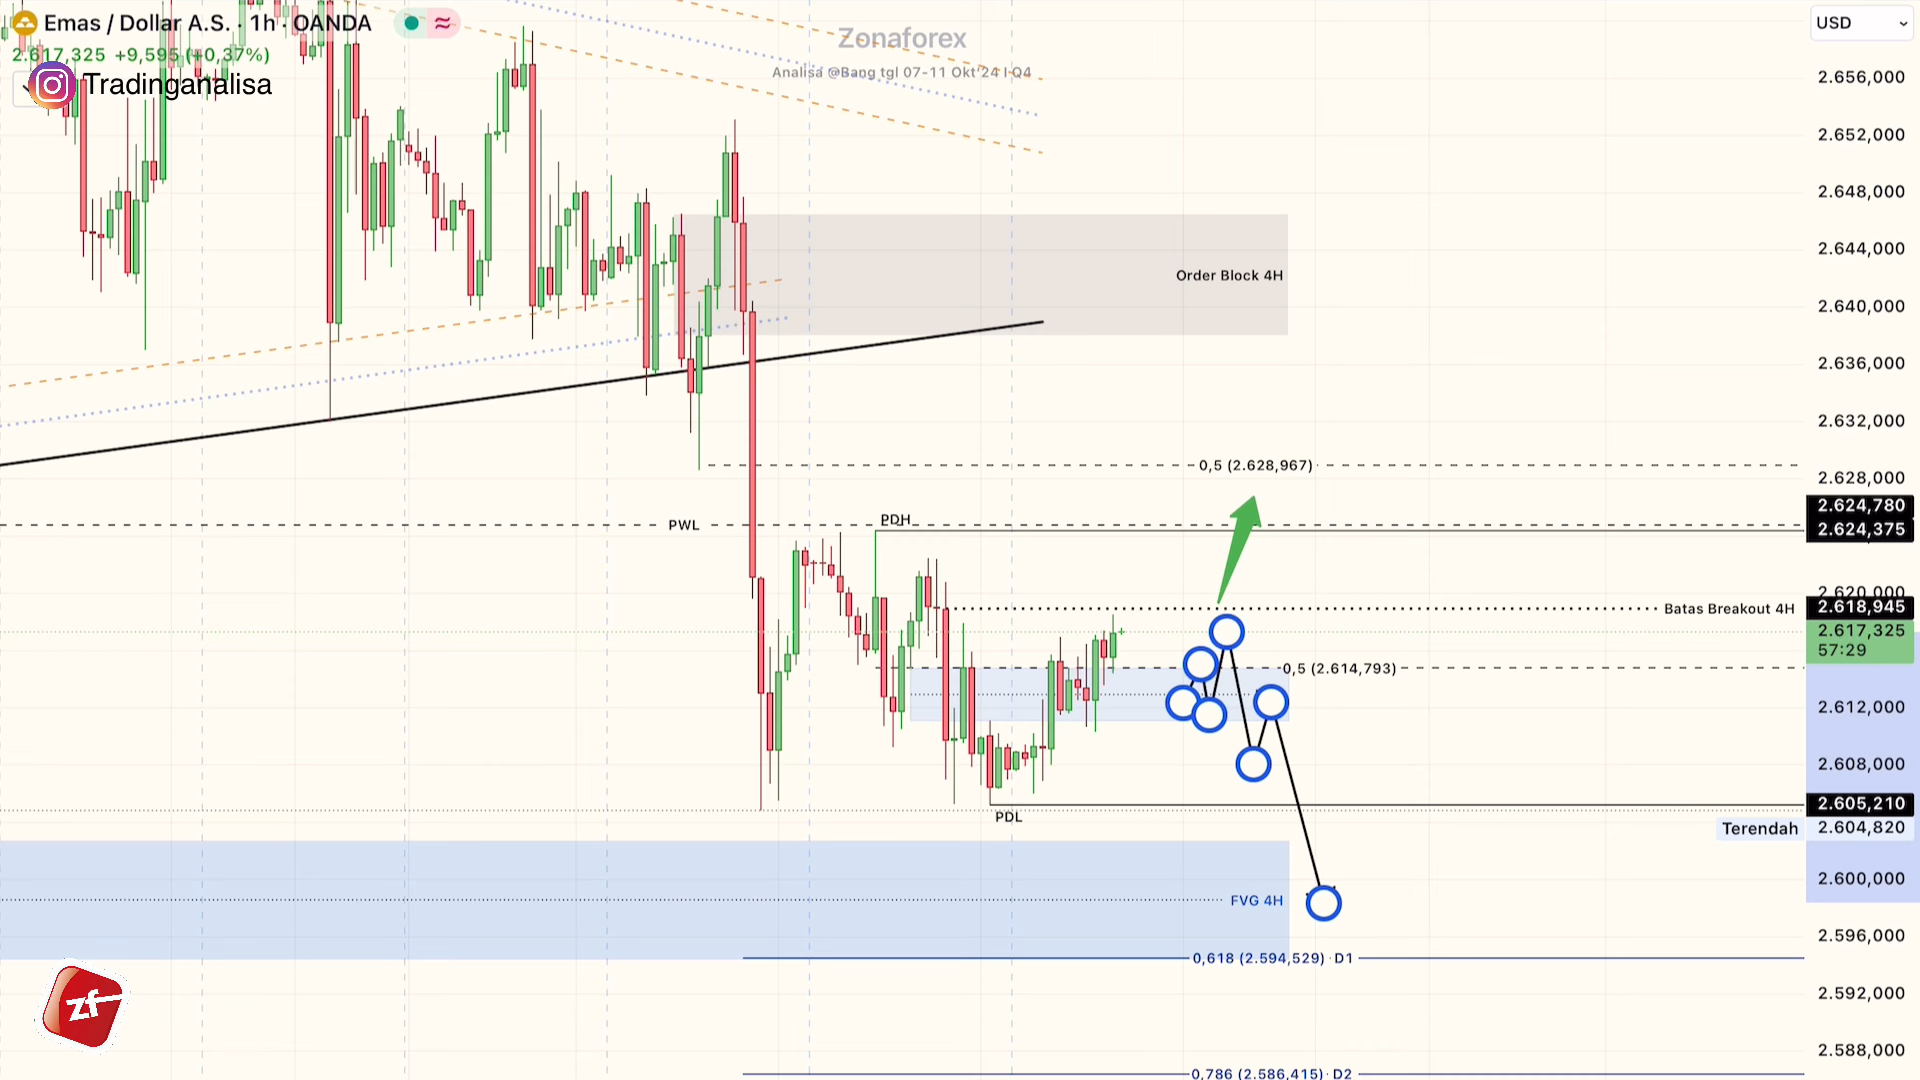 Emas / Dollar A.S. · 1h · OANDA
2.617,325 +9,595 (+0,37%)
Tradinganalisa
Zonaforex
Analisa @Bang tgl 07-11 Okt'24 I Q4
USD
2.656,000
2.652,000
2.648,000
2.644,000
Order Block 4H
2.640,000
2.636,000
2.632,000
0,5 (2.628,967)
2.628,000
2.624,780
PWL
PDH
2.624,375
2.620,000
Batas Breakout 4H
2.618,945
2.617,325
57:29
0,5 (2.614,793)
2.612,000
2.608,000
2.605,210
PDL
Terendah
2.604,820
2.600,000
FVG 4H
2.596,000
0,618 (2.594,529) · D1
2.592,000
zf
2.588,000
0,786 (2.586,415) · D2